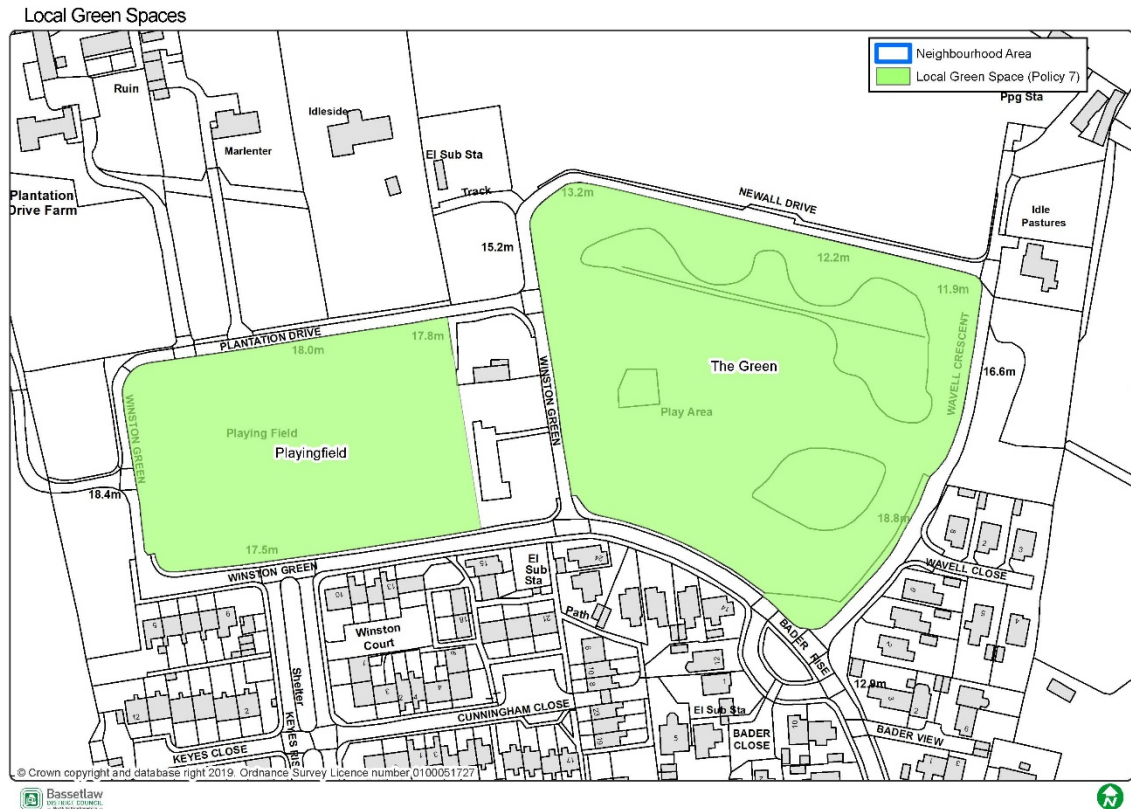 Local Green Spaces
Neighbourhood Area
Local Green Space (Policy 7)
Ppg Sta
Ruin
Idleside
Marlenter
El Sub Sta
Track
13.2m
NEWALL DRIVE
Plantation
Drive Farm
15.2m
Idle
Pastures
12.2m
11.9m
PLANTATION DRIVE
18.0m
17.8m
WINSTON GREEN
The Green
WAVELL CRESCENT
16.6m
WINSTON GREEN
Playing Field
Playingfield
Play Area
18.4m
17.5m
18.8m
WINSTON GREEN
El
Sub
Sta
WAVELL CLOSE
Path
Winston
Court
Shelter
BADER RISE
12.9m
CUNNINGHAM CLOSE
El Sub Sta
BADER
CLOSE
BADER VIEW
KEYES CLOSE
© Crown copyright and database right 2019. Ordnance Survey Licence number 0100051727
Bassetlaw
DISTRICT COUNCIL
N